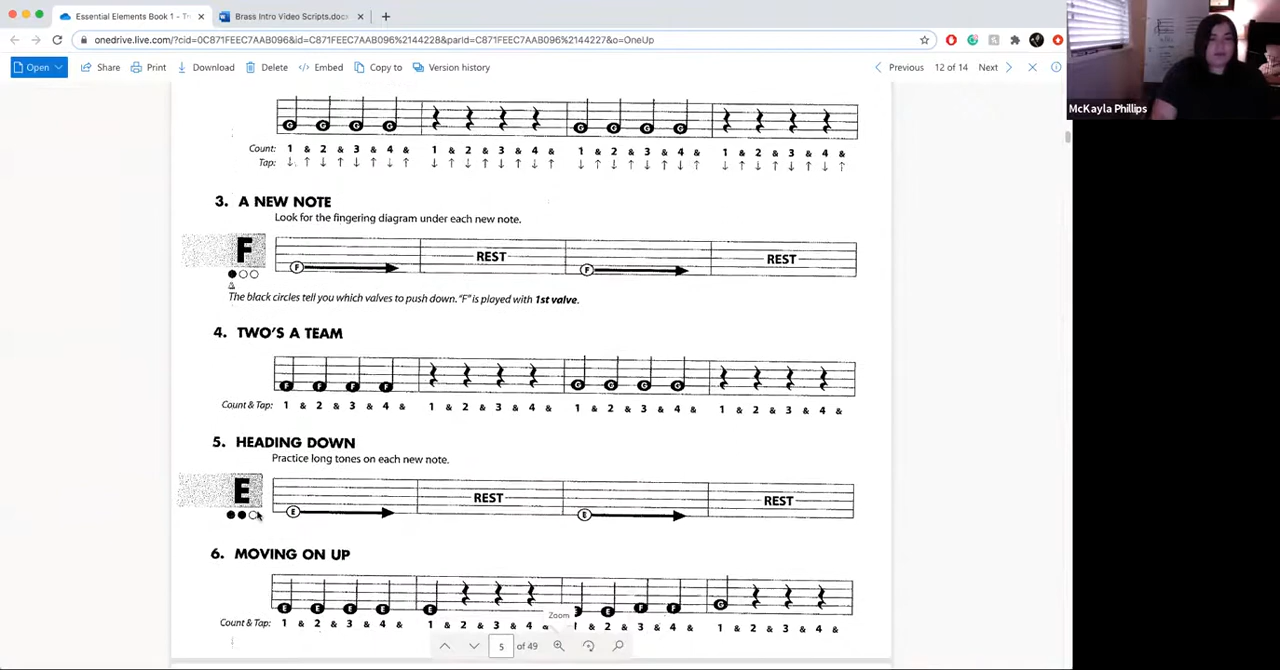 Essential Elements Book 1 - Tr
Brass Intro Video Scripts.docx
onedrive.live.com/?cid=0C871FEEC7AAB096&id=C871FEEC7AAB096%2144228&parId=C871FEEC7AAB096%2144227&o=OneUp
Open Share Print Download Delete </> Embed Copy to Version history Previous 12 of 14 Next
McKayla Phillips
G G G G G G G G
Count: 1 & 2 & 3 & 4 & 1 & 2 & 3 & 4 & 1 & 2 & 3 & 4 & 1 & 2 & 3 & 4 &
Tap: ↓ ↑ ↓ ↑ ↓ ↑ ↓ ↑ ↓ ↑ ↓ ↑ ↓ ↑ ↓ ↑ ↓ ↑ ↓ ↑ ↓ ↑ ↓ ↑ ↓ ↑ ↓ ↑ ↓ ↑ ↓ ↑
3. A NEW NOTE
Look for the fingering diagram under each new note.
F F REST F REST
The black circles tell you which valves to push down. "F" is played with 1st valve.
4. TWO'S A TEAM
F F F F G G G G
Count & Tap: 1 & 2 & 3 & 4 & 1 & 2 & 3 & 4 & 1 & 2 & 3 & 4 & 1 & 2 & 3 & 4 &
5. HEADING DOWN
Practice long tones on each new note.
E E REST E REST
6. MOVING ON UP
E E E E E E F F G
Zoom
Count & Tap: 1 & 2 & 3 & 4 & 1 & 2 & 3 & 4 & 1 & 2 & 3 & 4 & 1 & 2 & 3 & 4 &
5 of 49